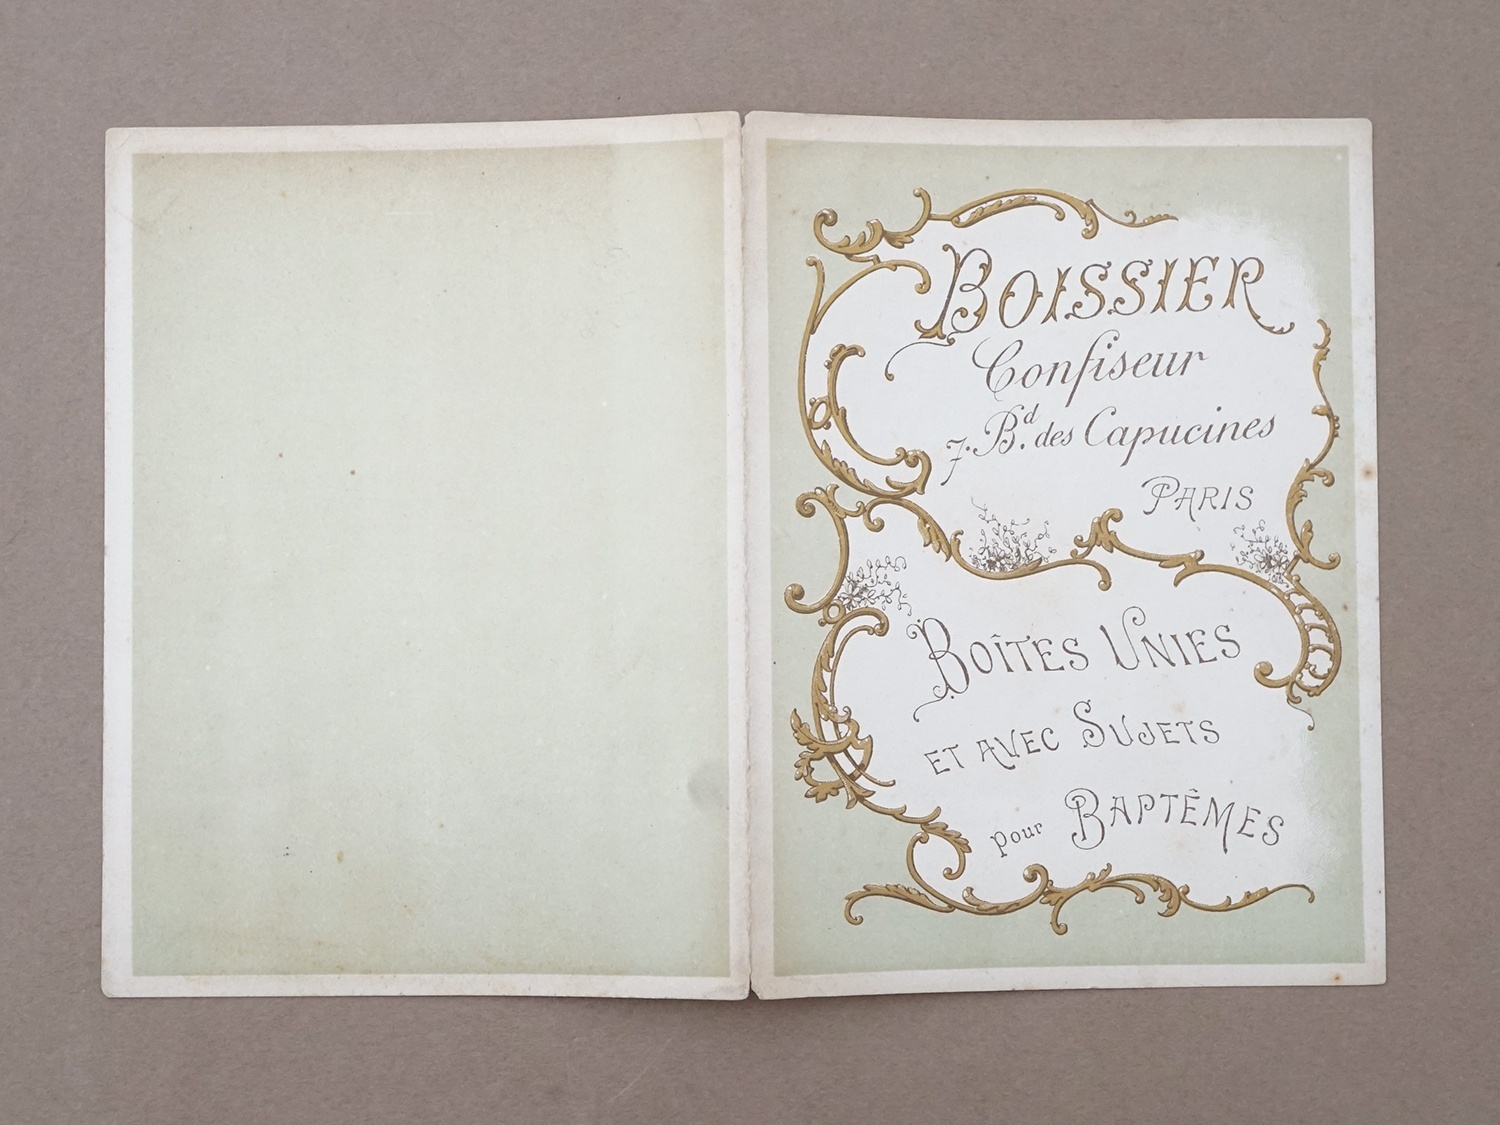 BOISSIER
Confiseur
7. Bd. des Capucines
PARIS
BOÎTES UNIES
ET AVEC SUJETS
pour BAPTÊMES